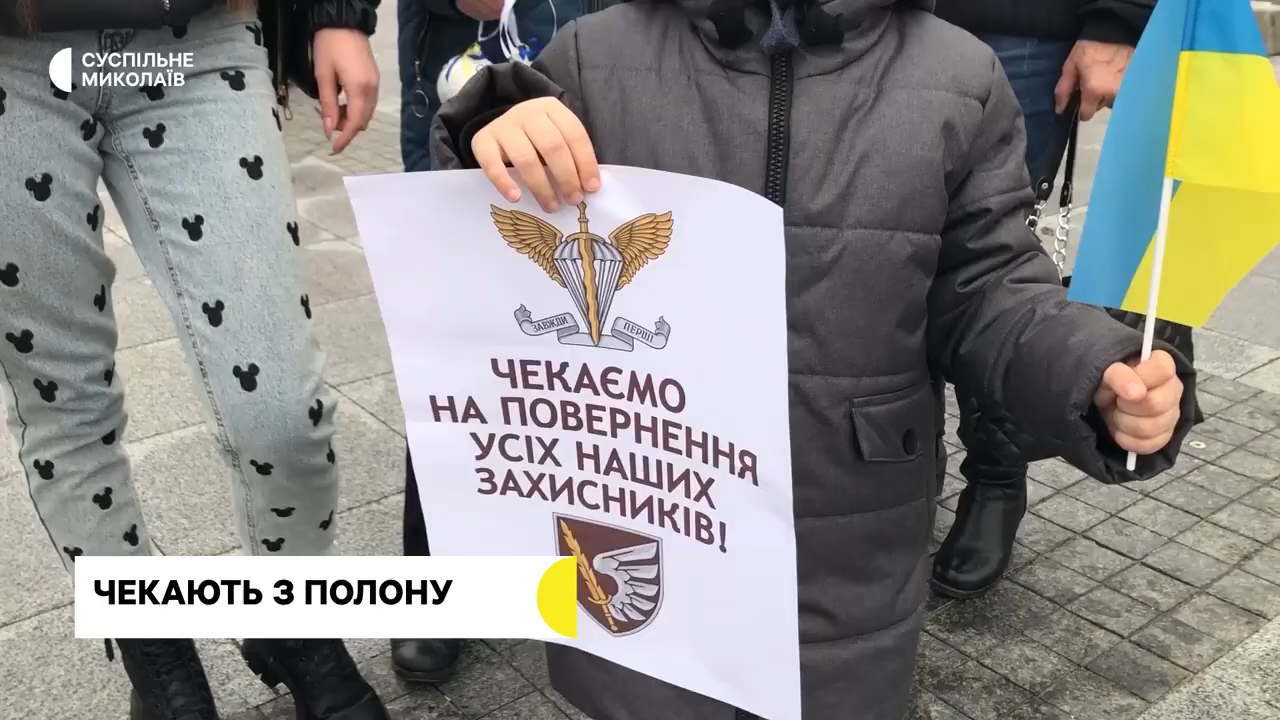 СУСПІЛЬНЕ
МИКОЛАЇВ
ЗАВЖДИ ПЕРШІ
ЧЕКАЄМО
НА ПОВЕРНЕННЯ
УСІХ НАШИХ
ЗАХИСНИКІВ!
ЧЕКАЮТЬ З ПОЛОНУ